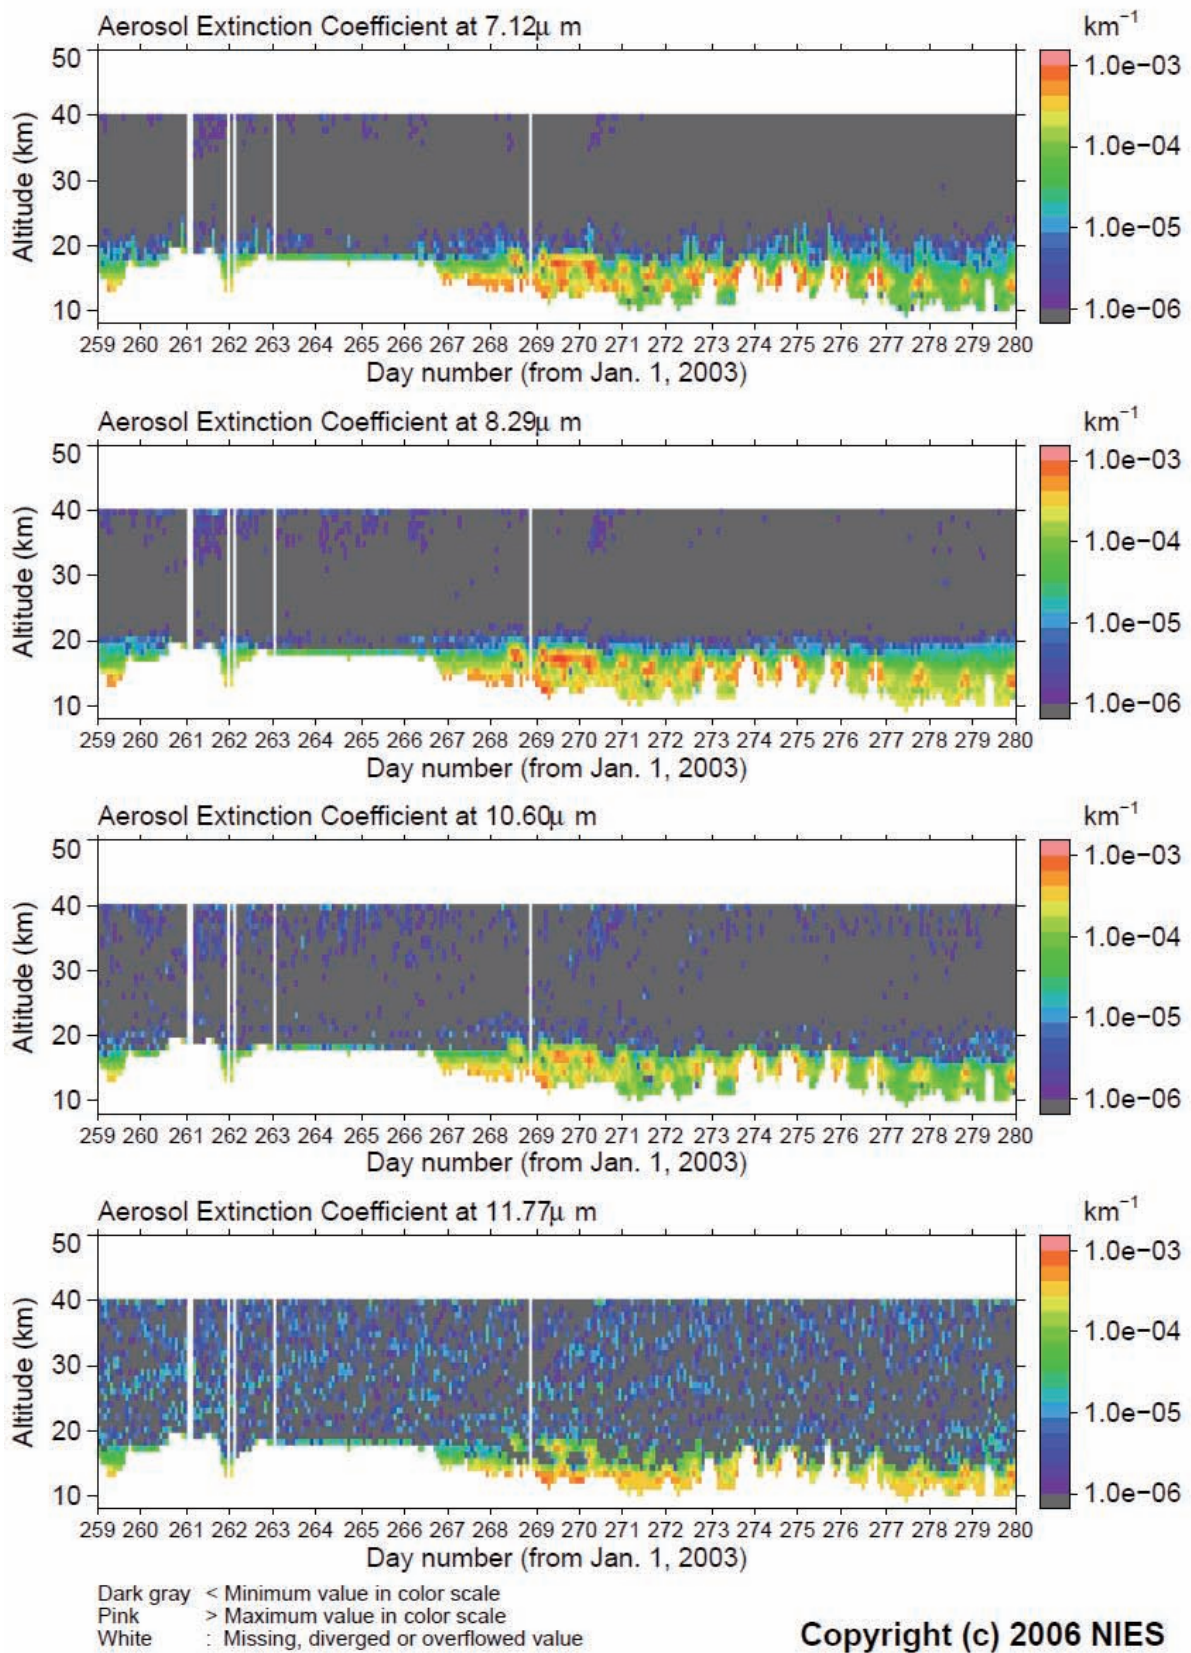 Aerosol Extinction Coefficient at 7.12μ m
km−1
50
40
30
20
10
Altitude (km)
1.0e−03
1.0e−04
1.0e−05
1.0e−06
259 260 261 262 263 264 265 266 267 268 269 270 271 272 273 274 275 276 277 278 279 280
Day number (from Jan. 1, 2003)
Aerosol Extinction Coefficient at 8.29μ m
km−1
50
40
30
20
10
Altitude (km)
1.0e−03
1.0e−04
1.0e−05
1.0e−06
259 260 261 262 263 264 265 266 267 268 269 270 271 272 273 274 275 276 277 278 279 280
Day number (from Jan. 1, 2003)
Aerosol Extinction Coefficient at 10.60μ m
km−1
50
40
30
20
10
Altitude (km)
1.0e−03
1.0e−04
1.0e−05
1.0e−06
259 260 261 262 263 264 265 266 267 268 269 270 271 272 273 274 275 276 277 278 279 280
Day number (from Jan. 1, 2003)
Aerosol Extinction Coefficient at 11.77μ m
km−1
50
40
30
20
10
Altitude (km)
1.0e−03
1.0e−04
1.0e−05
1.0e−06
259 260 261 262 263 264 265 266 267 268 269 270 271 272 273 274 275 276 277 278 279 280
Day number (from Jan. 1, 2003)
Dark gray < Minimum value in color scale
Pink > Maximum value in color scale
White : Missing, diverged or overflowed value
Copyright (c) 2006 NIES